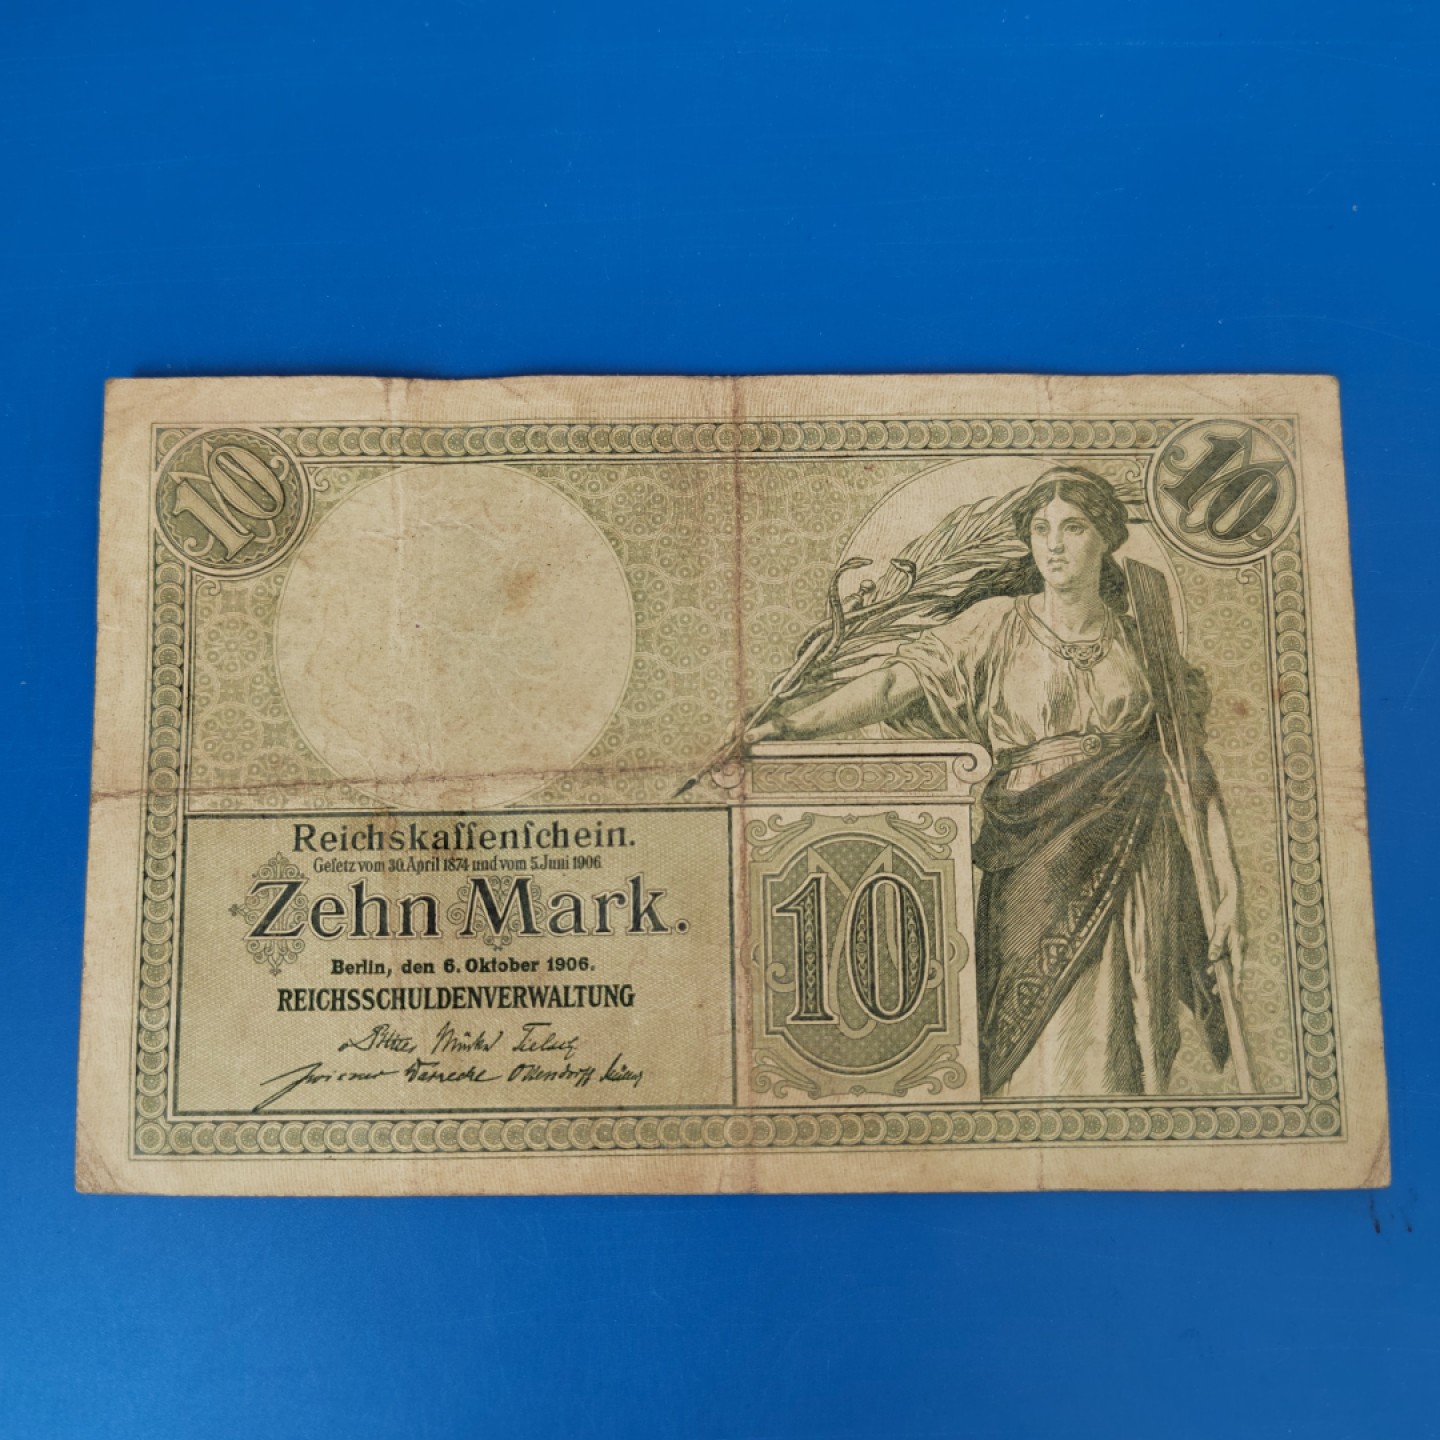 10
10
Reichskaſſenſchein.
Geſetz vom 30. April 1874 und vom 5. Juni 1906.
Zehn Mark.
Berlin, den 6. Oktober 1906.
REICHSSCHULDENVERWALTUNG
Warnecke
10